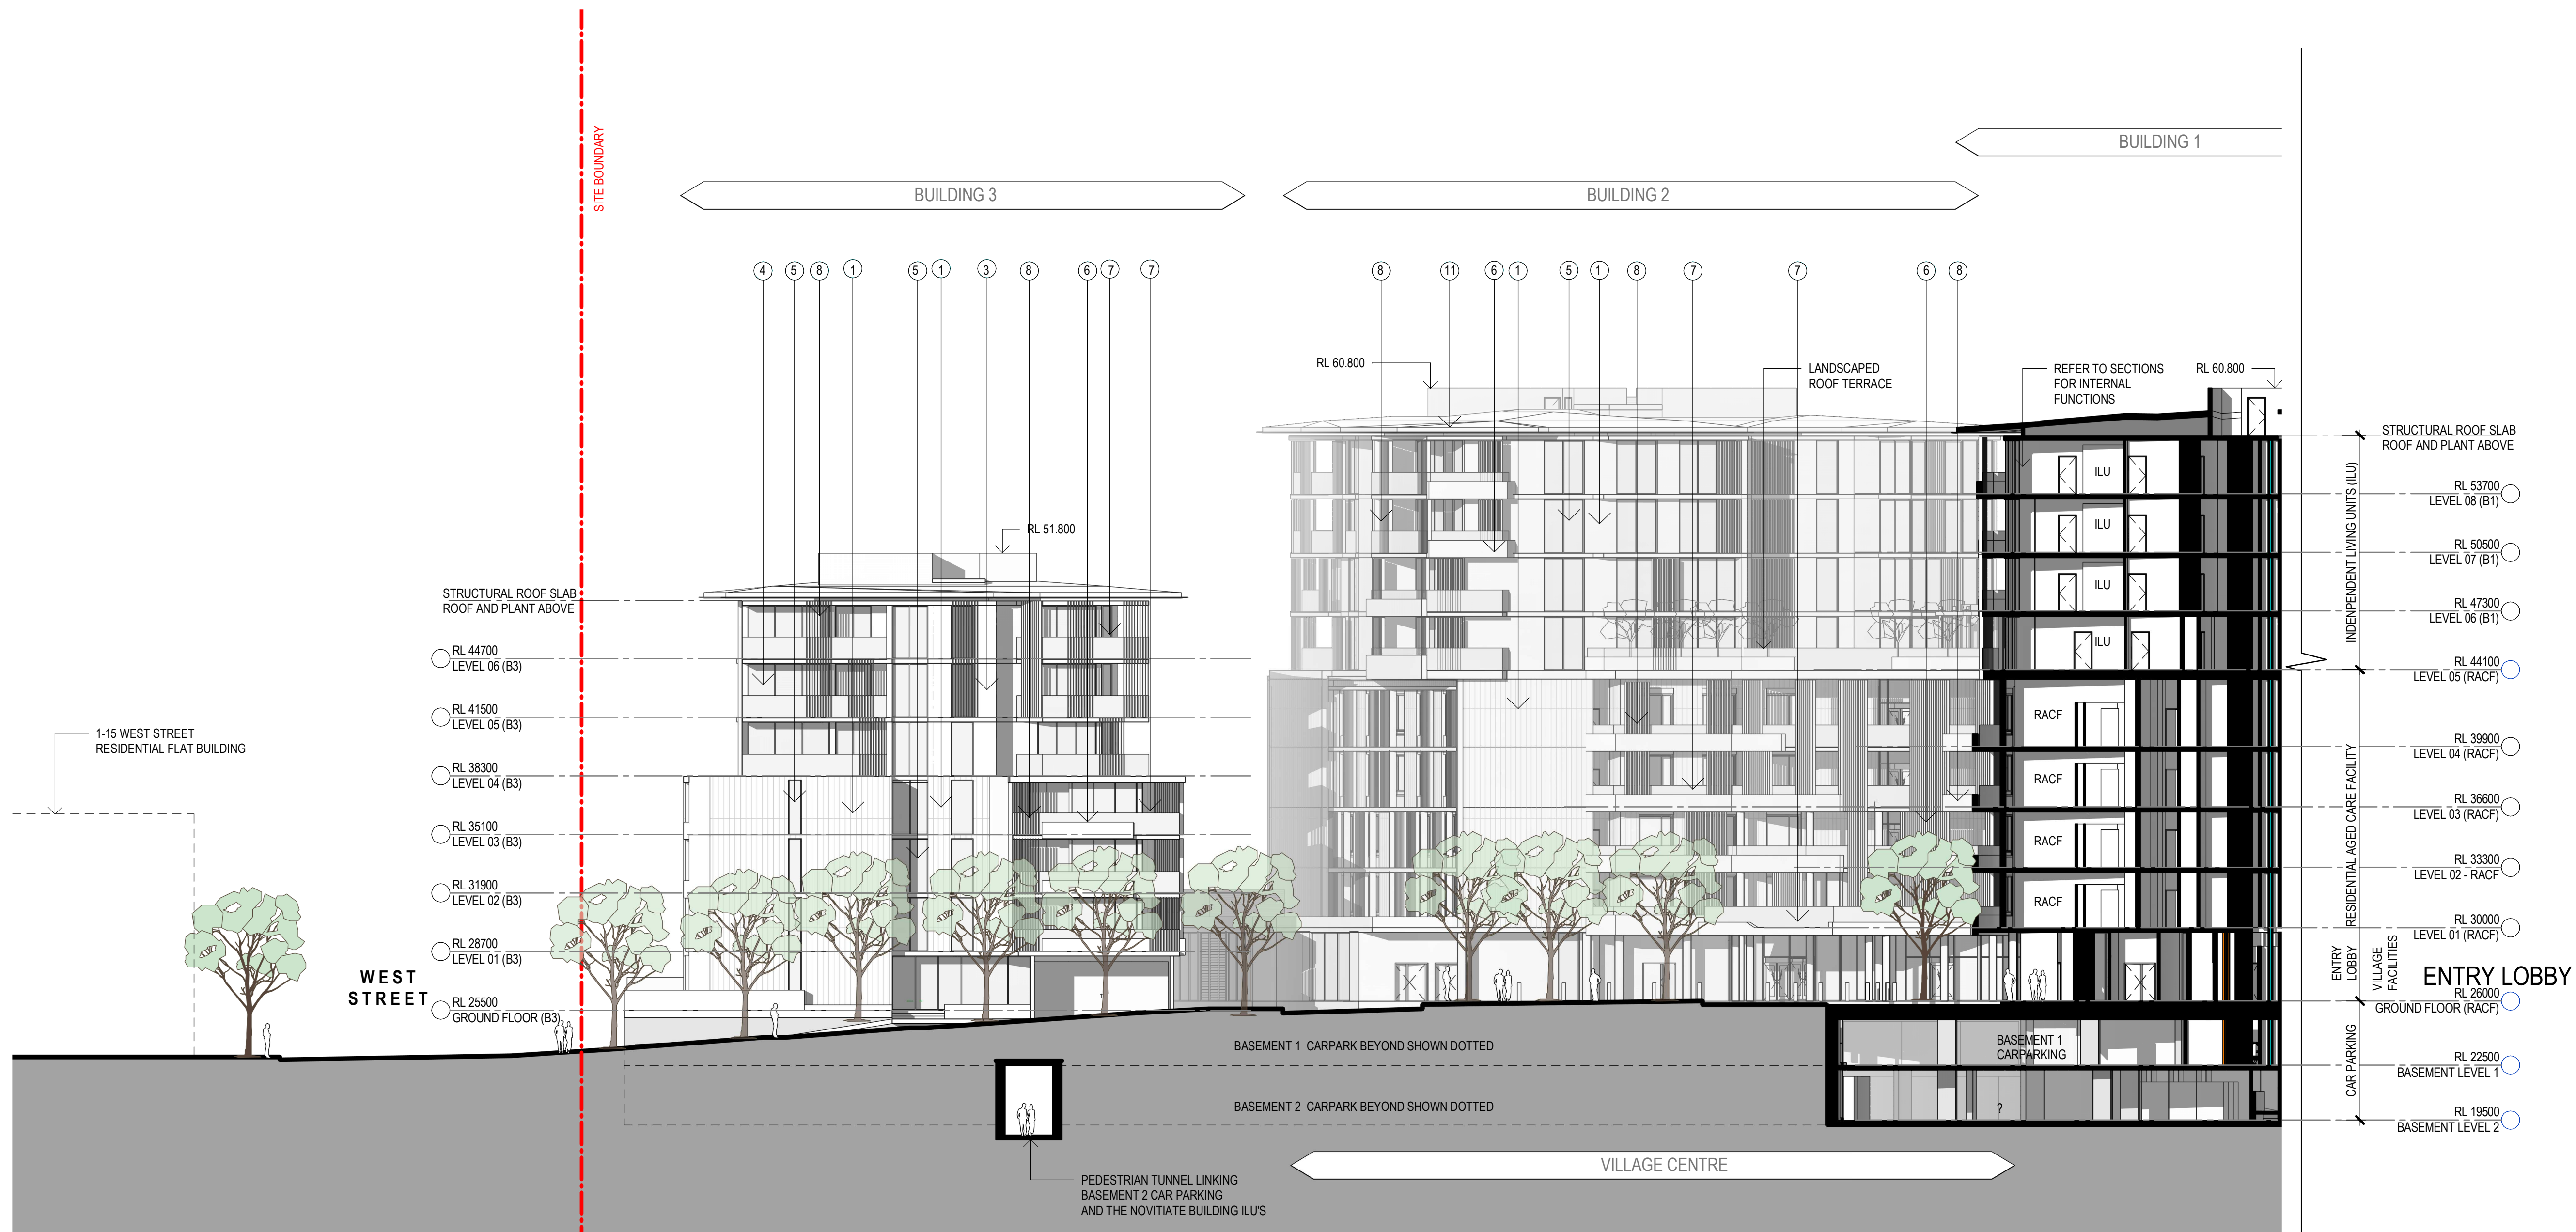 BUILDING 1
SITE BOUNDARY
BUILDING 3
BUILDING 2
4 5 8 1 5 1 3 8 6 7 7
8 11 6 1 5 1 8 7 7 6 8
RL 60.800
LANDSCAPED
ROOF TERRACE
REFER TO SECTIONS
FOR INTERNAL
FUNCTIONS
RL 60.800
STRUCTURAL ROOF SLAB
ROOF AND PLANT ABOVE
INDENPENDENT LIVING UNITS (ILU)
ILU
RL 53700
LEVEL 08 (B1)
ILU
RL 50500
LEVEL 07 (B1)
ILU
RL 47300
LEVEL 06 (B1)
ILU
RL 44100
LEVEL 05 (RACF)
RL 51.800
STRUCTURAL ROOF SLAB
ROOF AND PLANT ABOVE
RL 44700
LEVEL 06 (B3)
RL 41500
LEVEL 05 (B3)
1-15 WEST STREET
RESIDENTIAL FLAT BUILDING
RL 38300
LEVEL 04 (B3)
RL 35100
LEVEL 03 (B3)
RL 31900
LEVEL 02 (B3)
RL 28700
LEVEL 01 (B3)
WEST
STREET
RL 25500
GROUND FLOOR (B3)
RESIDENTIAL AGED CARE FACILITY
RACF
RL 39900
LEVEL 04 (RACF)
RACF
RL 36600
LEVEL 03 (RACF)
RACF
RL 33300
LEVEL 02 - RACF
RACF
RL 30000
LEVEL 01 (RACF)
ENTRY
LOBBY
VILLAGE
FACILITIES
ENTRY LOBBY
RL 26000
GROUND FLOOR (RACF)
CAR PARKING
BASEMENT 1 CARPARK BEYOND SHOWN DOTTED
BASEMENT 1
CARPARKING
RL 22500
BASEMENT LEVEL 1
BASEMENT 2 CARPARK BEYOND SHOWN DOTTED
?
RL 19500
BASEMENT LEVEL 2
VILLAGE CENTRE
PEDESTRIAN TUNNEL LINKING
BASEMENT 2 CAR PARKING
AND THE NOVITIATE BUILDING ILU'S